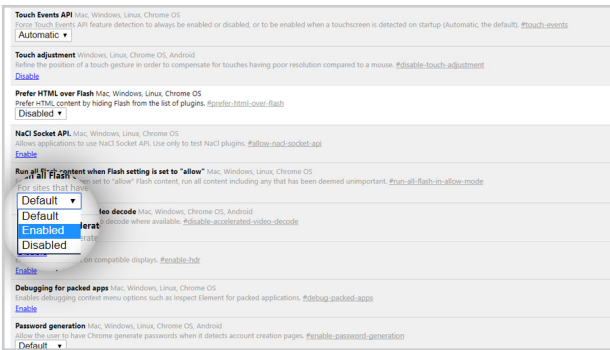 Touch Events API Mac, Windows, Linux, Chrome OS
Force Touch Events API feature detection to always be enabled or disabled, or to be enabled when a touchscreen is detected on startup (Automatic, the default). #touch-events
Automatic
Touch adjustment Windows, Linux, Chrome OS, Android
Refine the position of a touch gesture in order to compensate for touches having poor resolution compared to a mouse. #disable-touch-adjustment
Disable
Prefer HTML over Flash Mac, Windows, Linux, Chrome OS
Prefer HTML content by hiding Flash from the list of plugins. #prefer-html-over-flash
Disabled
NaCl Socket API. Mac, Windows, Linux, Chrome OS
Allows applications to use NaCl Socket API. Use only to test NaCl plugins. #allow-nacl-socket-api
Enable
Run all Flash content when Flash setting is set to "allow" Mac, Windows, Linux, Chrome OS
set to "allow" Flash content, run all content including any that has been deemed unimportant. #run-all-flash-in-allow-mode
all Flash
For sites that have
Default
Default
Enabled
Disabled
decode Mac, Windows, Linux, Chrome OS, Android
decode where available. #disable-accelerated-video-decode
on compatible displays. #enable-hdr
Enable
Debugging for packed apps Mac, Windows, Linux, Chrome OS
Enables debugging context menu options such as Inspect Element for packed applications. #debug-packed-apps
Enable
Password generation Mac, Windows, Linux, Chrome OS, Android
Allow the user to have Chrome generate passwords when it detects account creation pages. #enable-password-generation
Default